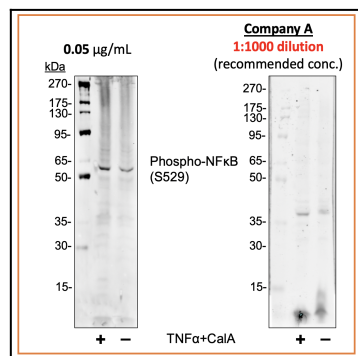 0.05 µg/mL
Company A
1:1000 dilution
(recommended conc.)
kDa
270-
175-
130-
95-
65-
50-
35-
30-
15-
Phospho-NFκB
(S529)
270-
175-
130-
95-
65-
50-
35-
30-
15-
+ − TNFα+CalA + −